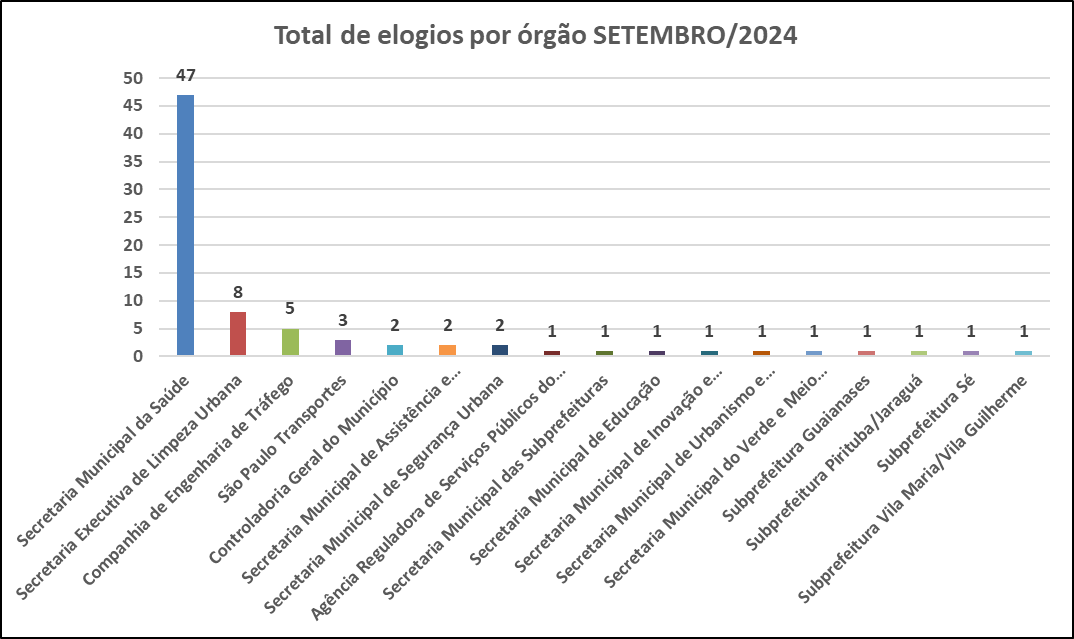 Total de elogios por órgão SETEMBRO/2024
50
45
40
35
30
25
20
15
10
5
0
47
8
5
3
2
2
2
1
1
1
1
1
1
1
1
1
1
Secretaria Municipal da Saúde
Secretaria Executiva de Limpeza Urbana
Companhia de Engenharia de Tráfego
São Paulo Transportes
Controladoria Geral do Município
Secretaria Municipal de Assistência e...
Secretaria Municipal de Segurança Urbana
Agência Reguladora de Serviços Públicos do...
Secretaria Municipal das Subprefeituras
Secretaria Municipal de Educação
Secretaria Municipal de Inovação e...
Secretaria Municipal de Urbanismo e...
Secretaria Municipal do Verde e Meio...
Subprefeitura Guaianases
Subprefeitura Pirituba/Jaraguá
Subprefeitura Sé
Subprefeitura Vila Maria/Vila Guilherme